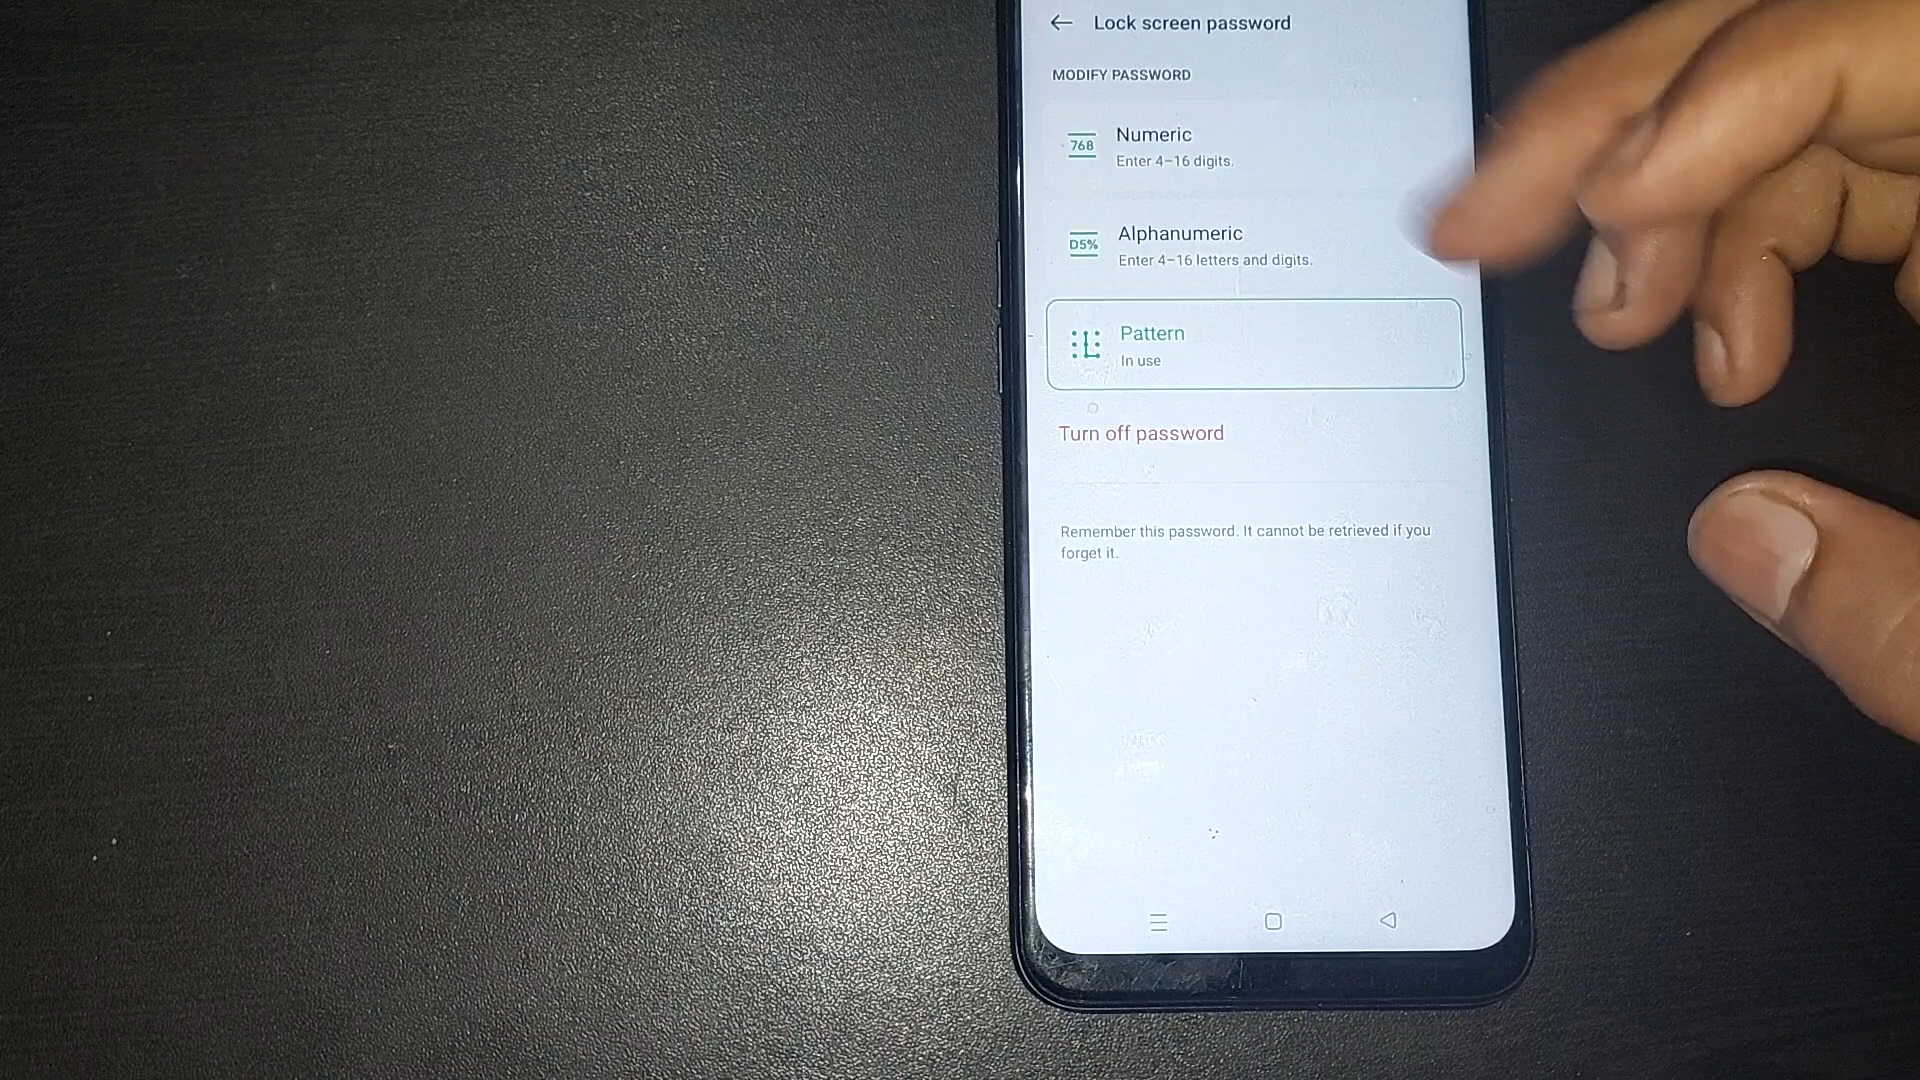 Lock screen password
MODIFY PASSWORD
768
Numeric
Enter 4–16 digits.
D5%
Alphanumeric
Enter 4–16 letters and digits.
Pattern
In use
Turn off password
Remember this password. It cannot be retrieved if you
forget it.